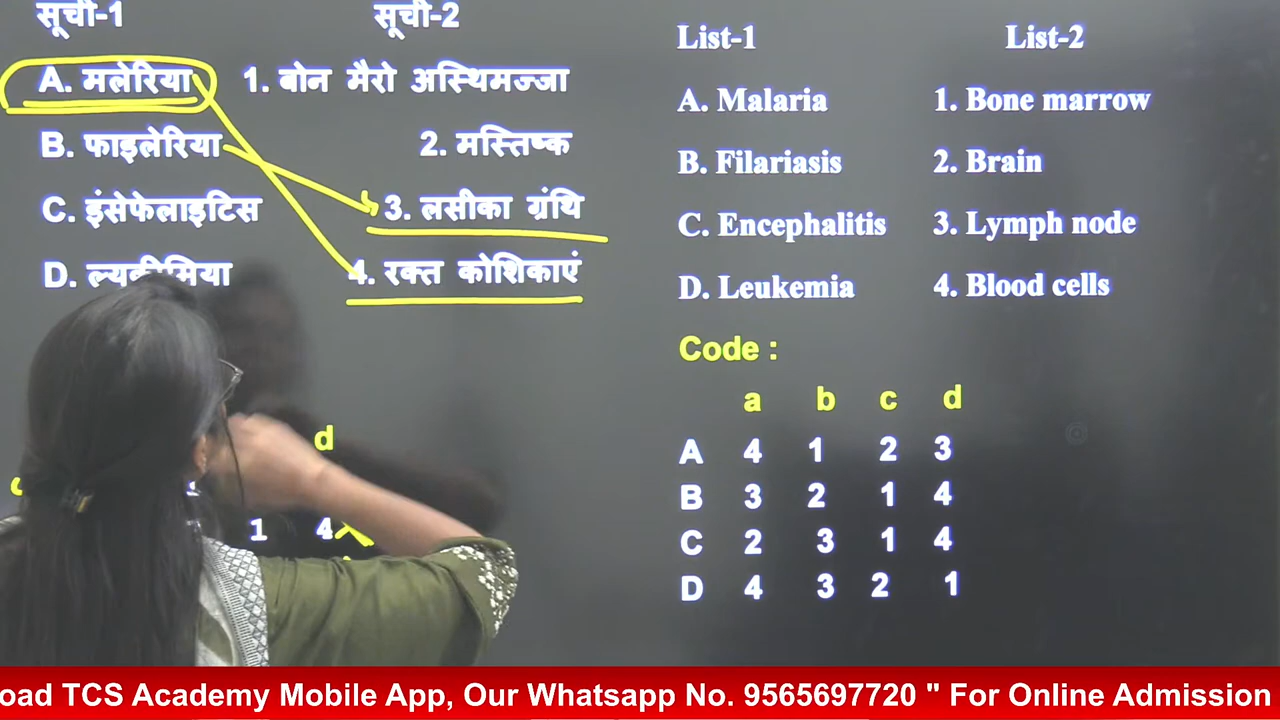 सूची-1 सूची-2
A. मलेरिया 1. बोन मैरो अस्थिमज्जा
B. फाइलेरिया 2. मस्तिष्क
C. इंसेफेलाइटिस 3. लसीका ग्रंथि
D. ल्यूकीमिया 4. रक्त कोशिकाएं
d
1 4
List-1 List-2
A. Malaria 1. Bone marrow
B. Filariasis 2. Brain
C. Encephalitis 3. Lymph node
D. Leukemia 4. Blood cells
Code :
a b c d
A 4 1 2 3
B 3 2 1 4
C 2 3 1 4
D 4 3 2 1
oad TCS Academy Mobile App, Our Whatsapp No. 9565697720 " For Online Admission